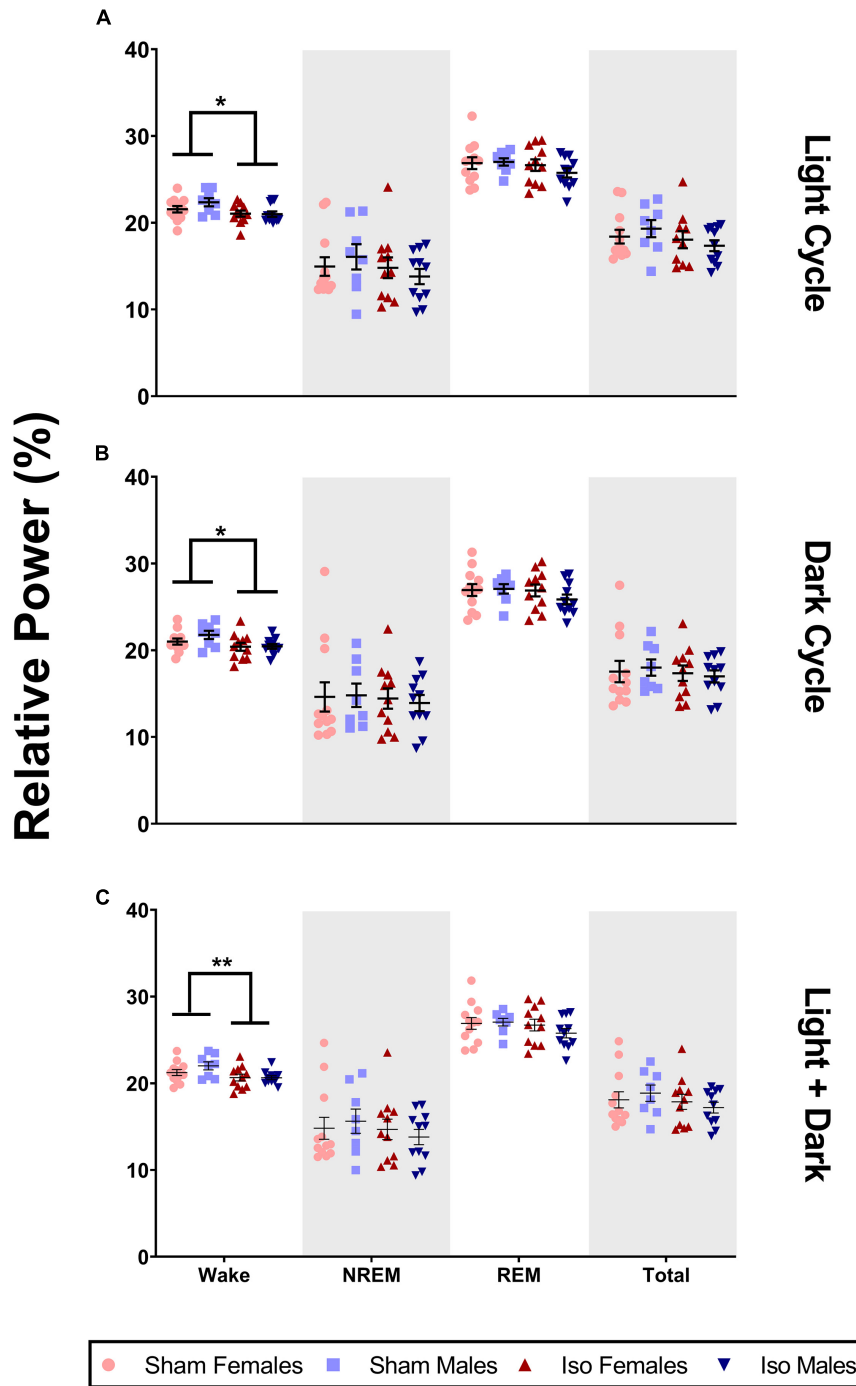 A
40
30
20
10
0
*
Light Cycle
B
40
30
20
10
0
*
Dark Cycle
Relative Power (%)
C
40
30
20
10
0
**
Light + Dark
Wake NREM REM Total
Sham Females Sham Males Iso Females Iso Males